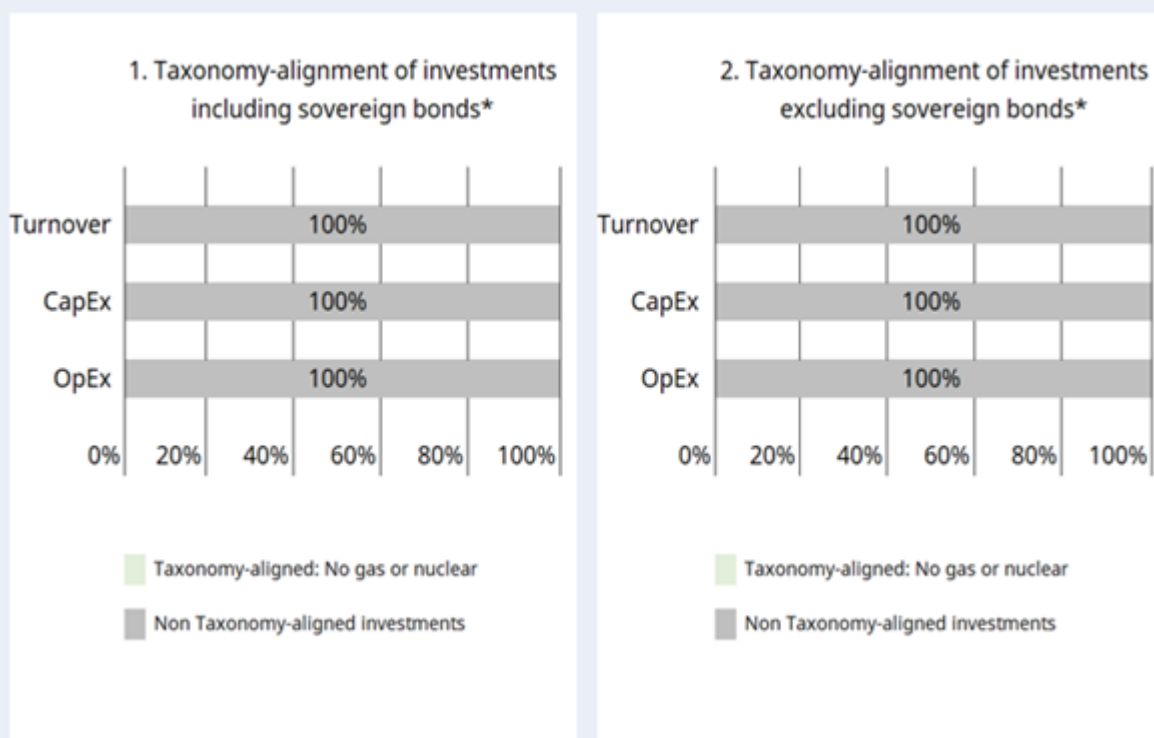 1. Taxonomy-alignment of investments
including sovereign bonds*
Turnover
100%
CapEx
100%
OpEx
100%
0% 20% 40% 60% 80% 100%
Taxonomy-aligned: No gas or nuclear
Non Taxonomy-aligned investments
2. Taxonomy-alignment of investments
excluding sovereign bonds*
Turnover
100%
CapEx
100%
OpEx
100%
0% 20% 40% 60% 80% 100%
Taxonomy-aligned: No gas or nuclear
Non Taxonomy-aligned investments